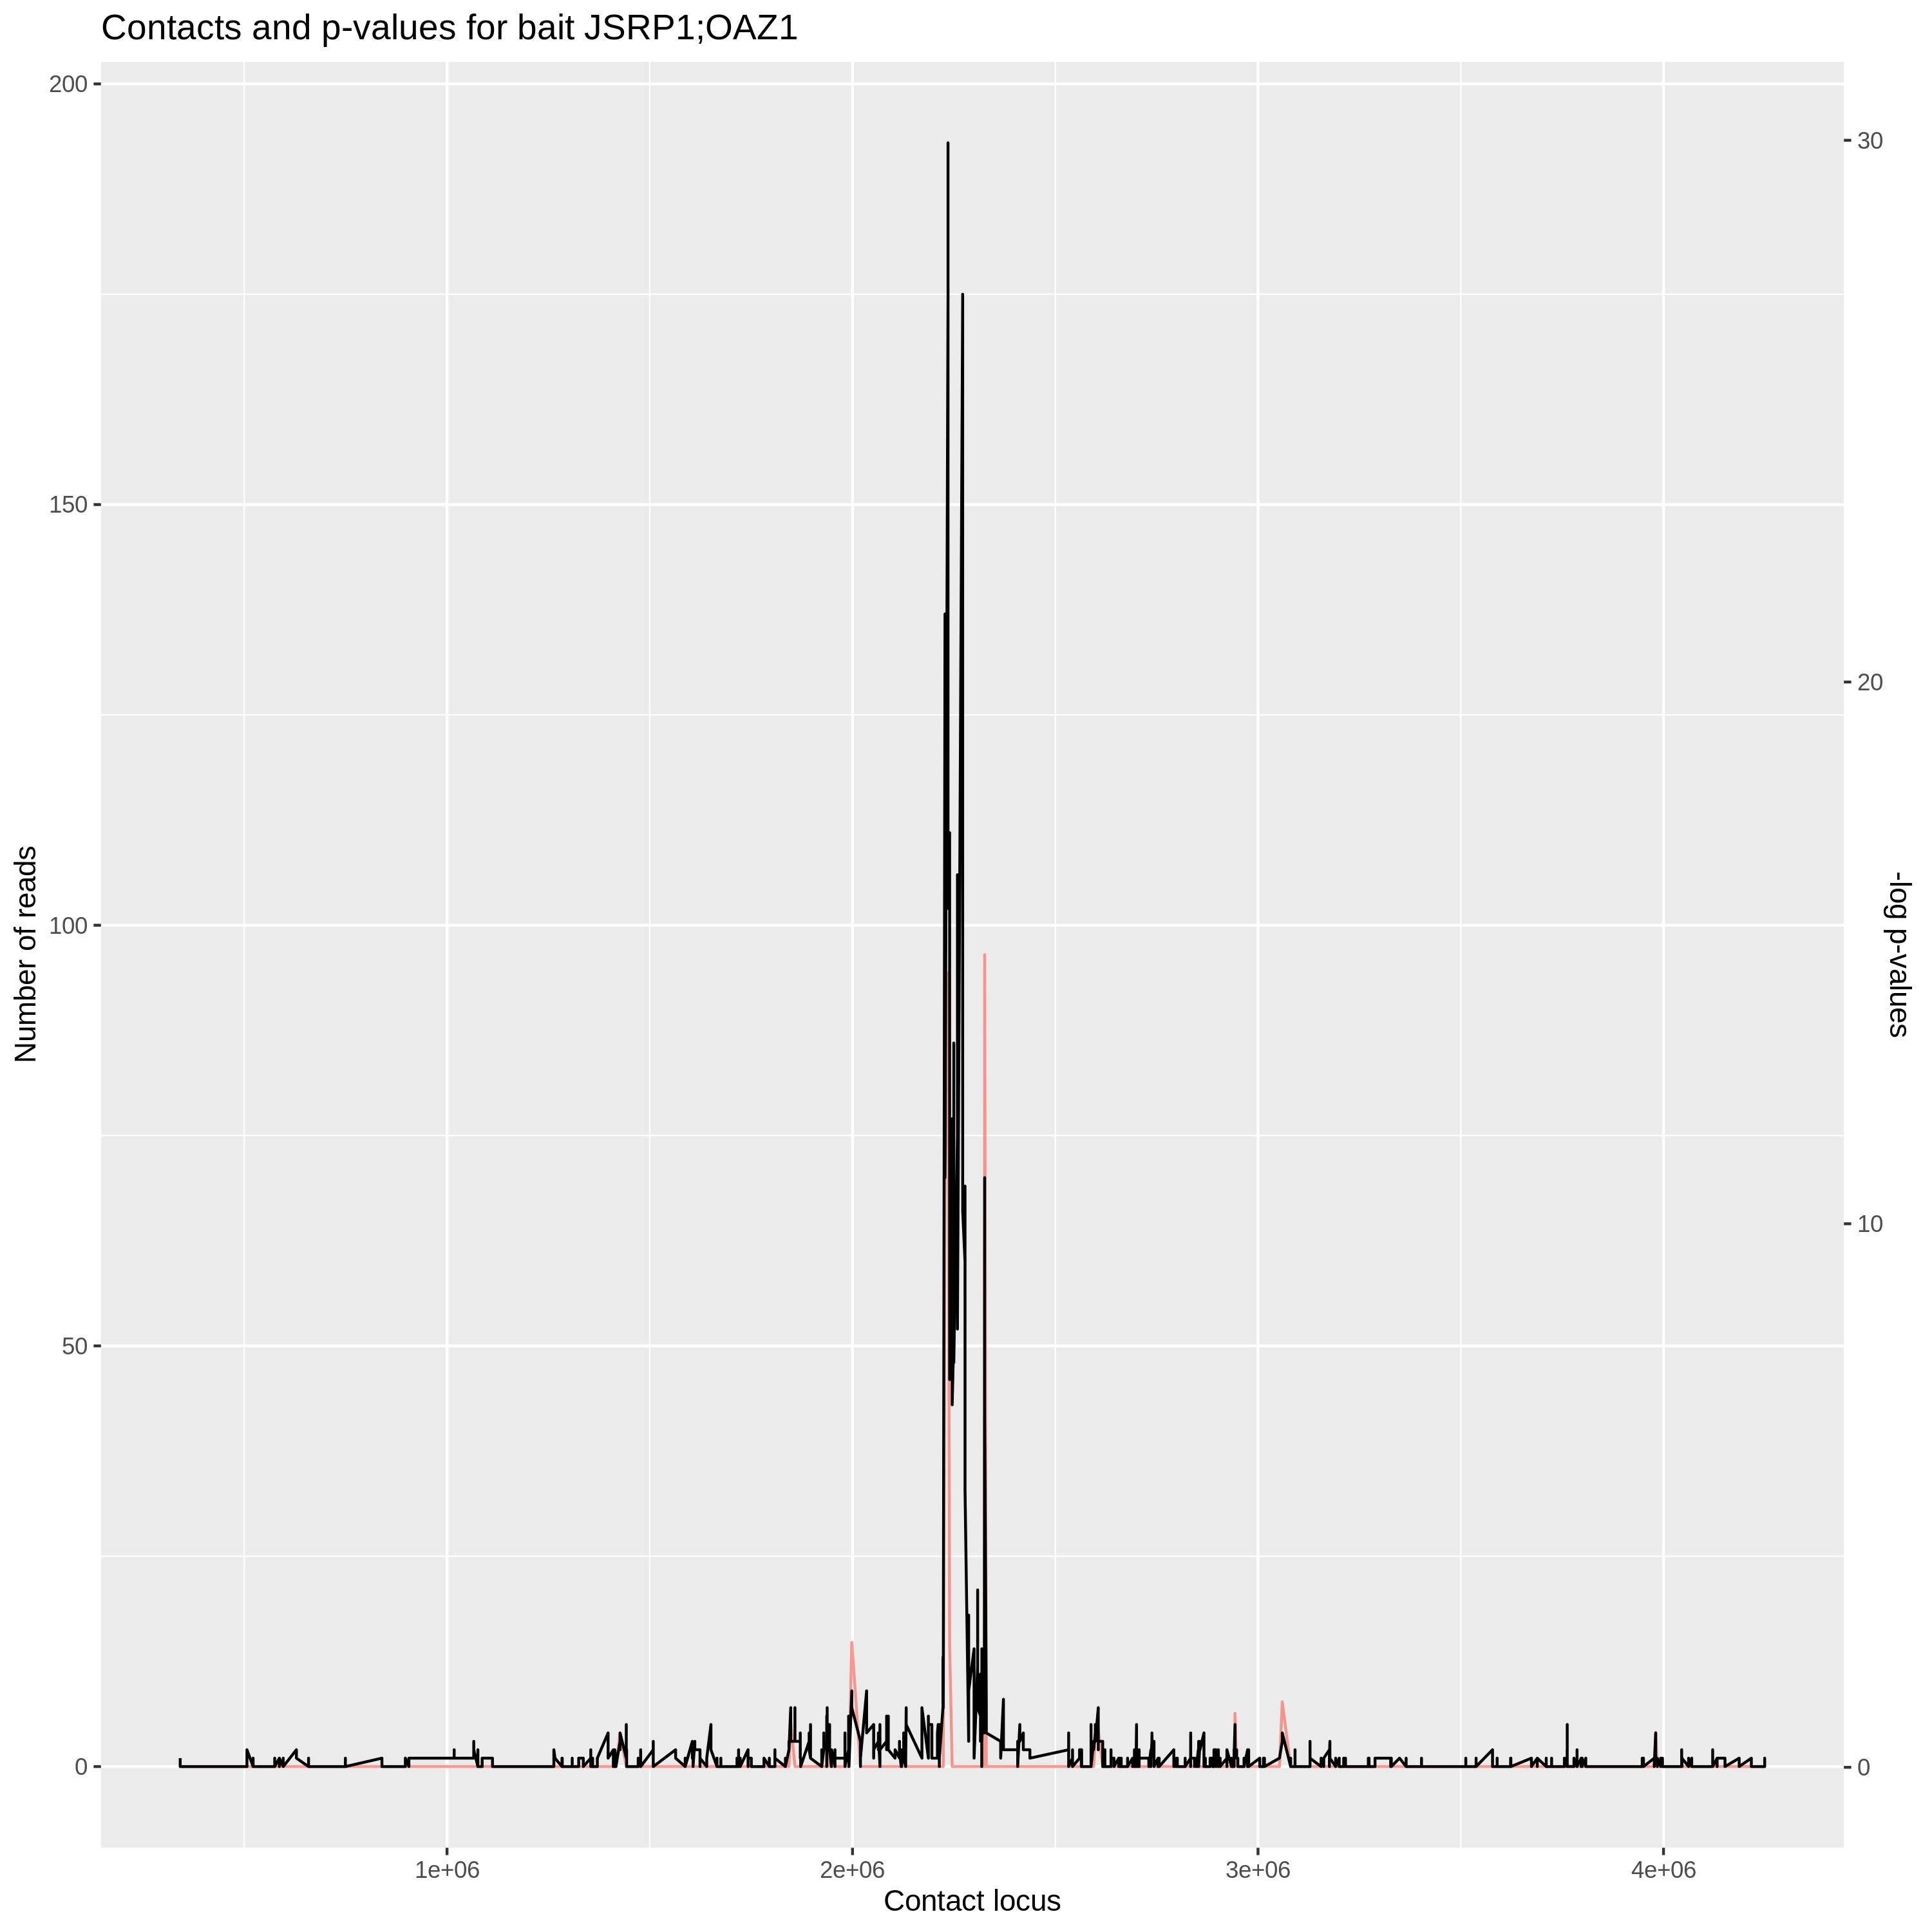 Contacts and p-values for bait JSRP1;OAZ1
200
150
100
50
0
Number of reads
30
20
10
0
-log p-values
1e+06
2e+06
3e+06
4e+06
Contact locus